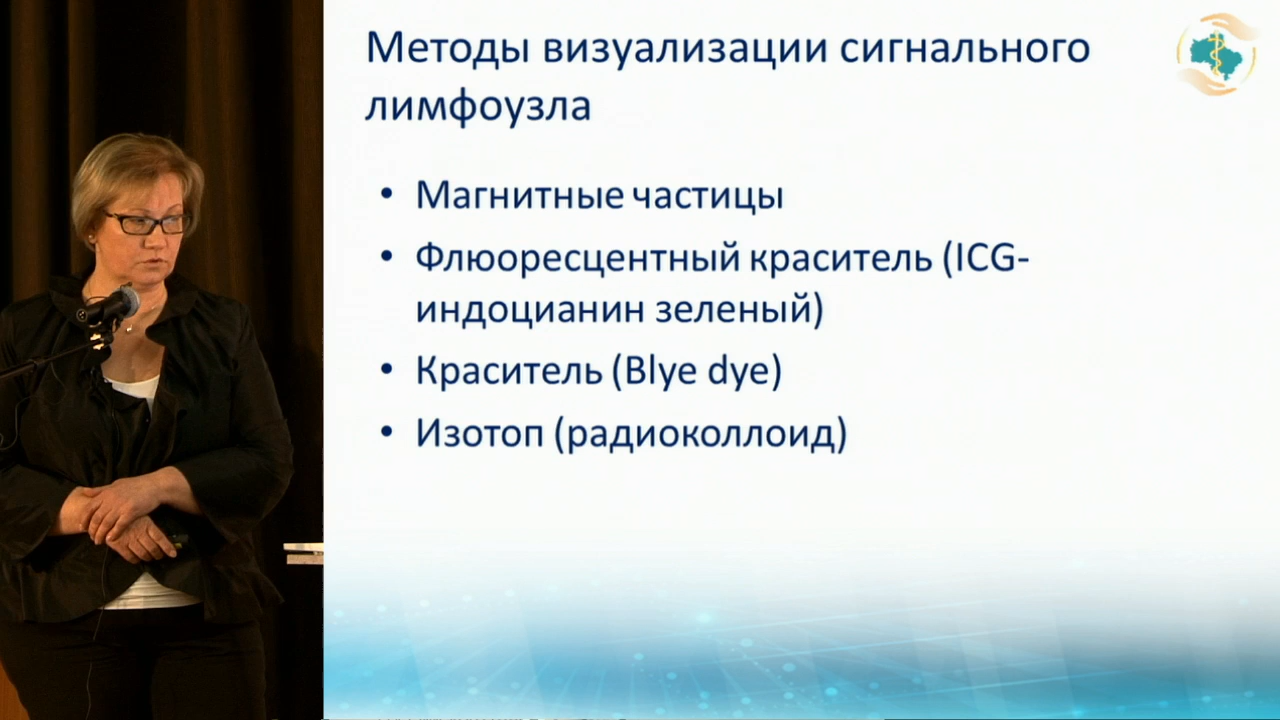 Методы визуализации сигнального
лимфоузла
• Магнитные частицы
• Флюоресцентный краситель (ICG-
индоцианин зеленый)
• Краситель (Blye dye)
• Изотоп (радиоколлоид)